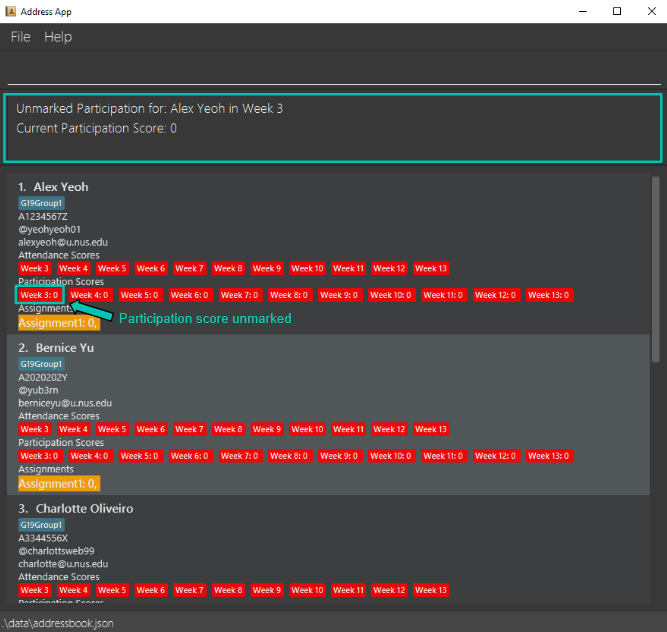 Address App
File Help
Unmarked Participation for: Alex Yeoh in Week 3
Current Participation Score: 0
1. Alex Yeoh
G19Group1
A1234567Z
@yeohyeoh01
alexyeoh@u.nus.edu
Attendance Scores
Week 3 Week 4 Week 5 Week 6 Week 7 Week 8 Week 9 Week 10 Week 11 Week 12 Week 13
Participation Scores
Week 3: 0 Week 4: 0 Week 5: 0 Week 6: 0 Week 7: 0 Week 8: 0 Week 9: 0 Week 10: 0 Week 11: 0 Week 12: 0 Week 13: 0
Assignments
Assignment1: 0,
Participation score unmarked
2. Bernice Yu
G19Group1
A2020202Y
@yub3rn
berniceyu@u.nus.edu
Attendance Scores
Week 3 Week 4 Week 5 Week 6 Week 7 Week 8 Week 9 Week 10 Week 11 Week 12 Week 13
Participation Scores
Week 3: 0 Week 4: 0 Week 5: 0 Week 6: 0 Week 7: 0 Week 8: 0 Week 9: 0 Week 10: 0 Week 11: 0 Week 12: 0 Week 13: 0
Assignments
Assignment1: 0,
3. Charlotte Oliveiro
G19Group1
A3344556X
@charlottsweb99
charlotte@u.nus.edu
Attendance Scores
Week 3 Week 4 Week 5 Week 6 Week 7 Week 8 Week 9 Week 10 Week 11 Week 12 Week 13
Participation Scores
.\data\addressbook.json